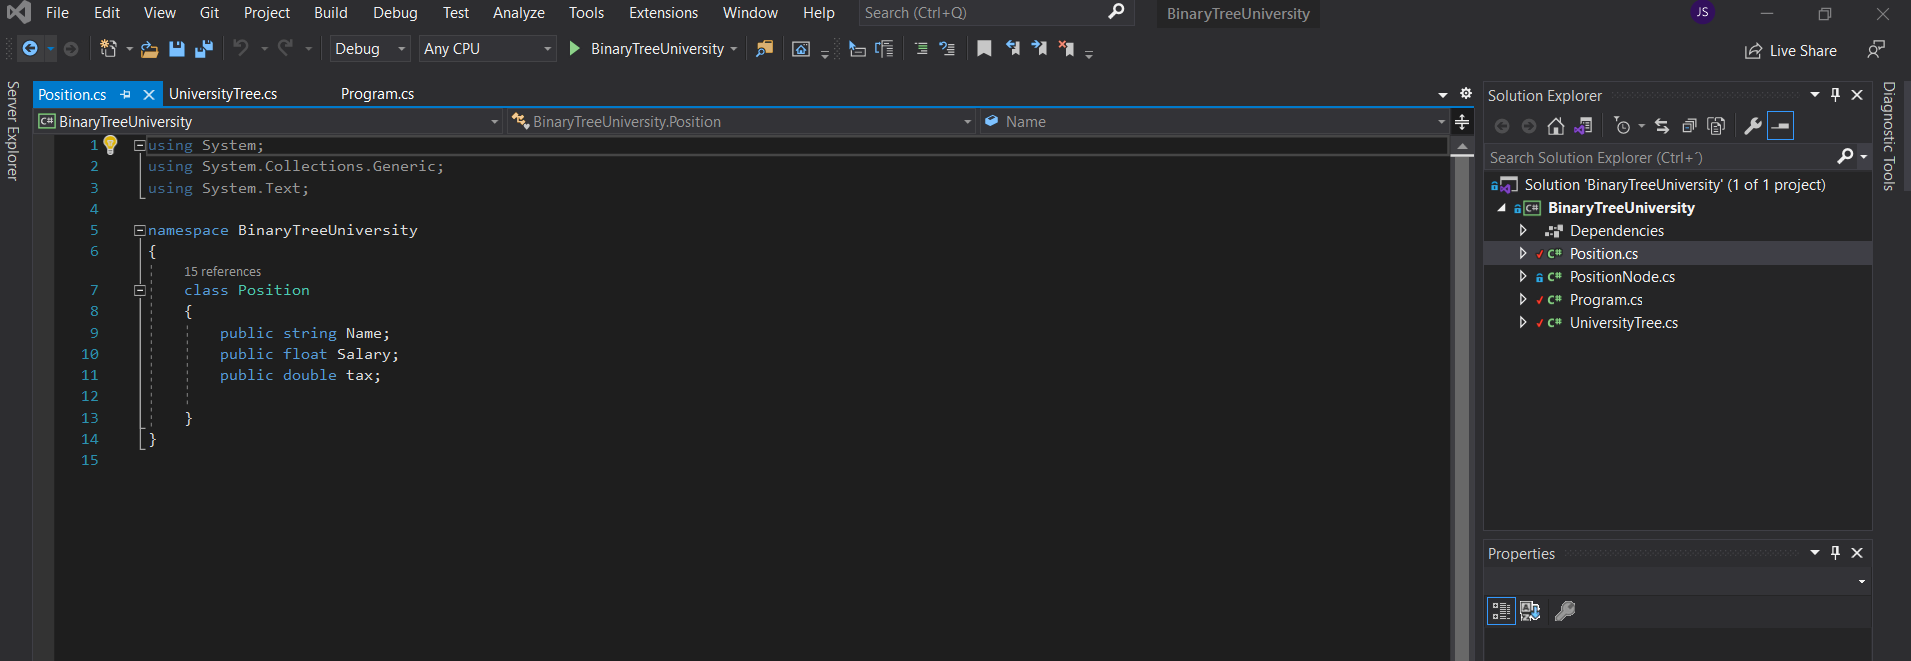 File Edit View Git Project Build Debug Test Analyze Tools Extensions Window Help Search (Ctrl+Q) BinaryTreeUniversity JS
Debug Any CPU BinaryTreeUniversity Live Share
Server Explorer
Position.cs UniversityTree.cs Program.cs
C# BinaryTreeUniversity BinaryTreeUniversity.Position Name
1 using System;
2 using System.Collections.Generic;
3 using System.Text;
4
5 namespace BinaryTreeUniversity
6 {
15 references
7 class Position
8 {
9 public string Name;
10 public float Salary;
11 public double tax;
12
13 }
14 }
15
Solution Explorer
Search Solution Explorer (Ctrl+´)
Solution 'BinaryTreeUniversity' (1 of 1 project)
C# BinaryTreeUniversity
Dependencies
C# Position.cs
C# PositionNode.cs
C# Program.cs
C# UniversityTree.cs
Properties
Diagnostic Tools